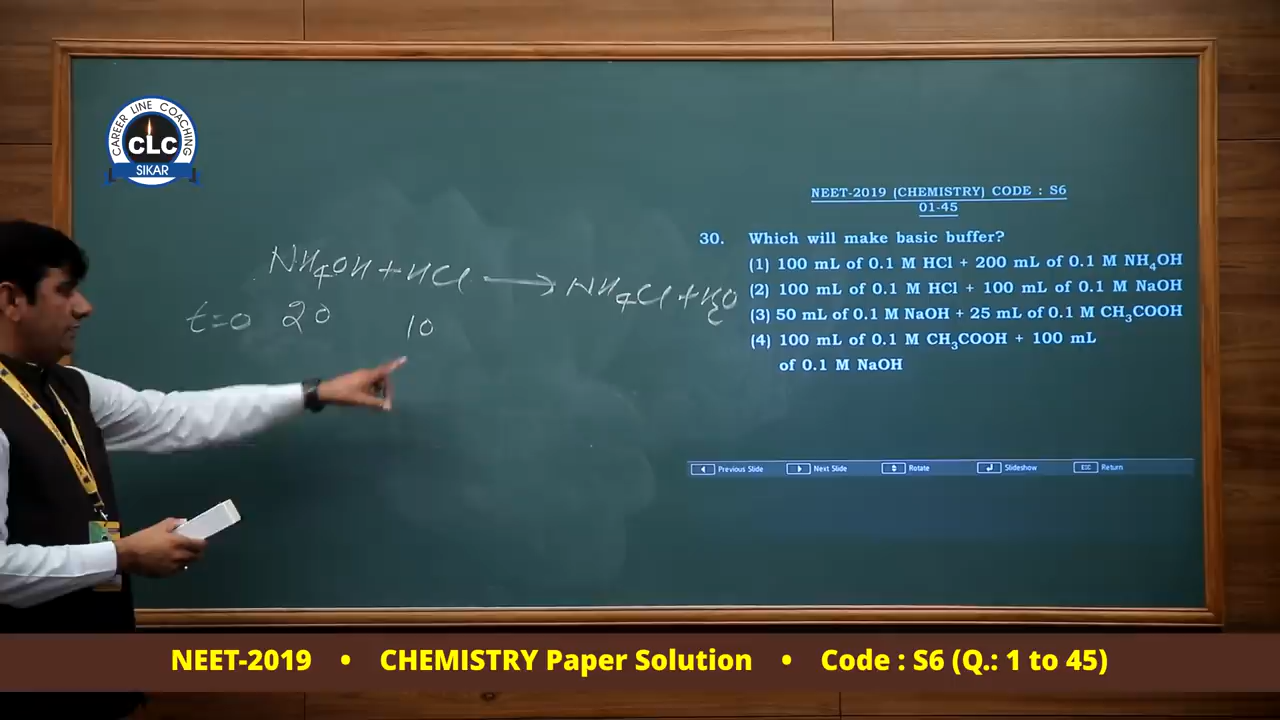 CAREER LINE COACHING
CLC
SIKAR
NH₄OH + HCl ⟶ NH₄Cl + H₂O
t=0 20 10
NEET-2019 (CHEMISTRY) CODE : S6
01-45
30. Which will make basic buffer?
(1) 100 mL of 0.1 M HCl + 200 mL of 0.1 M NH₄OH
(2) 100 mL of 0.1 M HCl + 100 mL of 0.1 M NaOH
(3) 50 mL of 0.1 M NaOH + 25 mL of 0.1 M CH₃COOH
(4) 100 mL of 0.1 M CH₃COOH + 100 mL
of 0.1 M NaOH
Previous Slide Next Slide Rotate Slideshow ESC Return
NEET-2019 • CHEMISTRY Paper Solution • Code : S6 (Q.: 1 to 45)